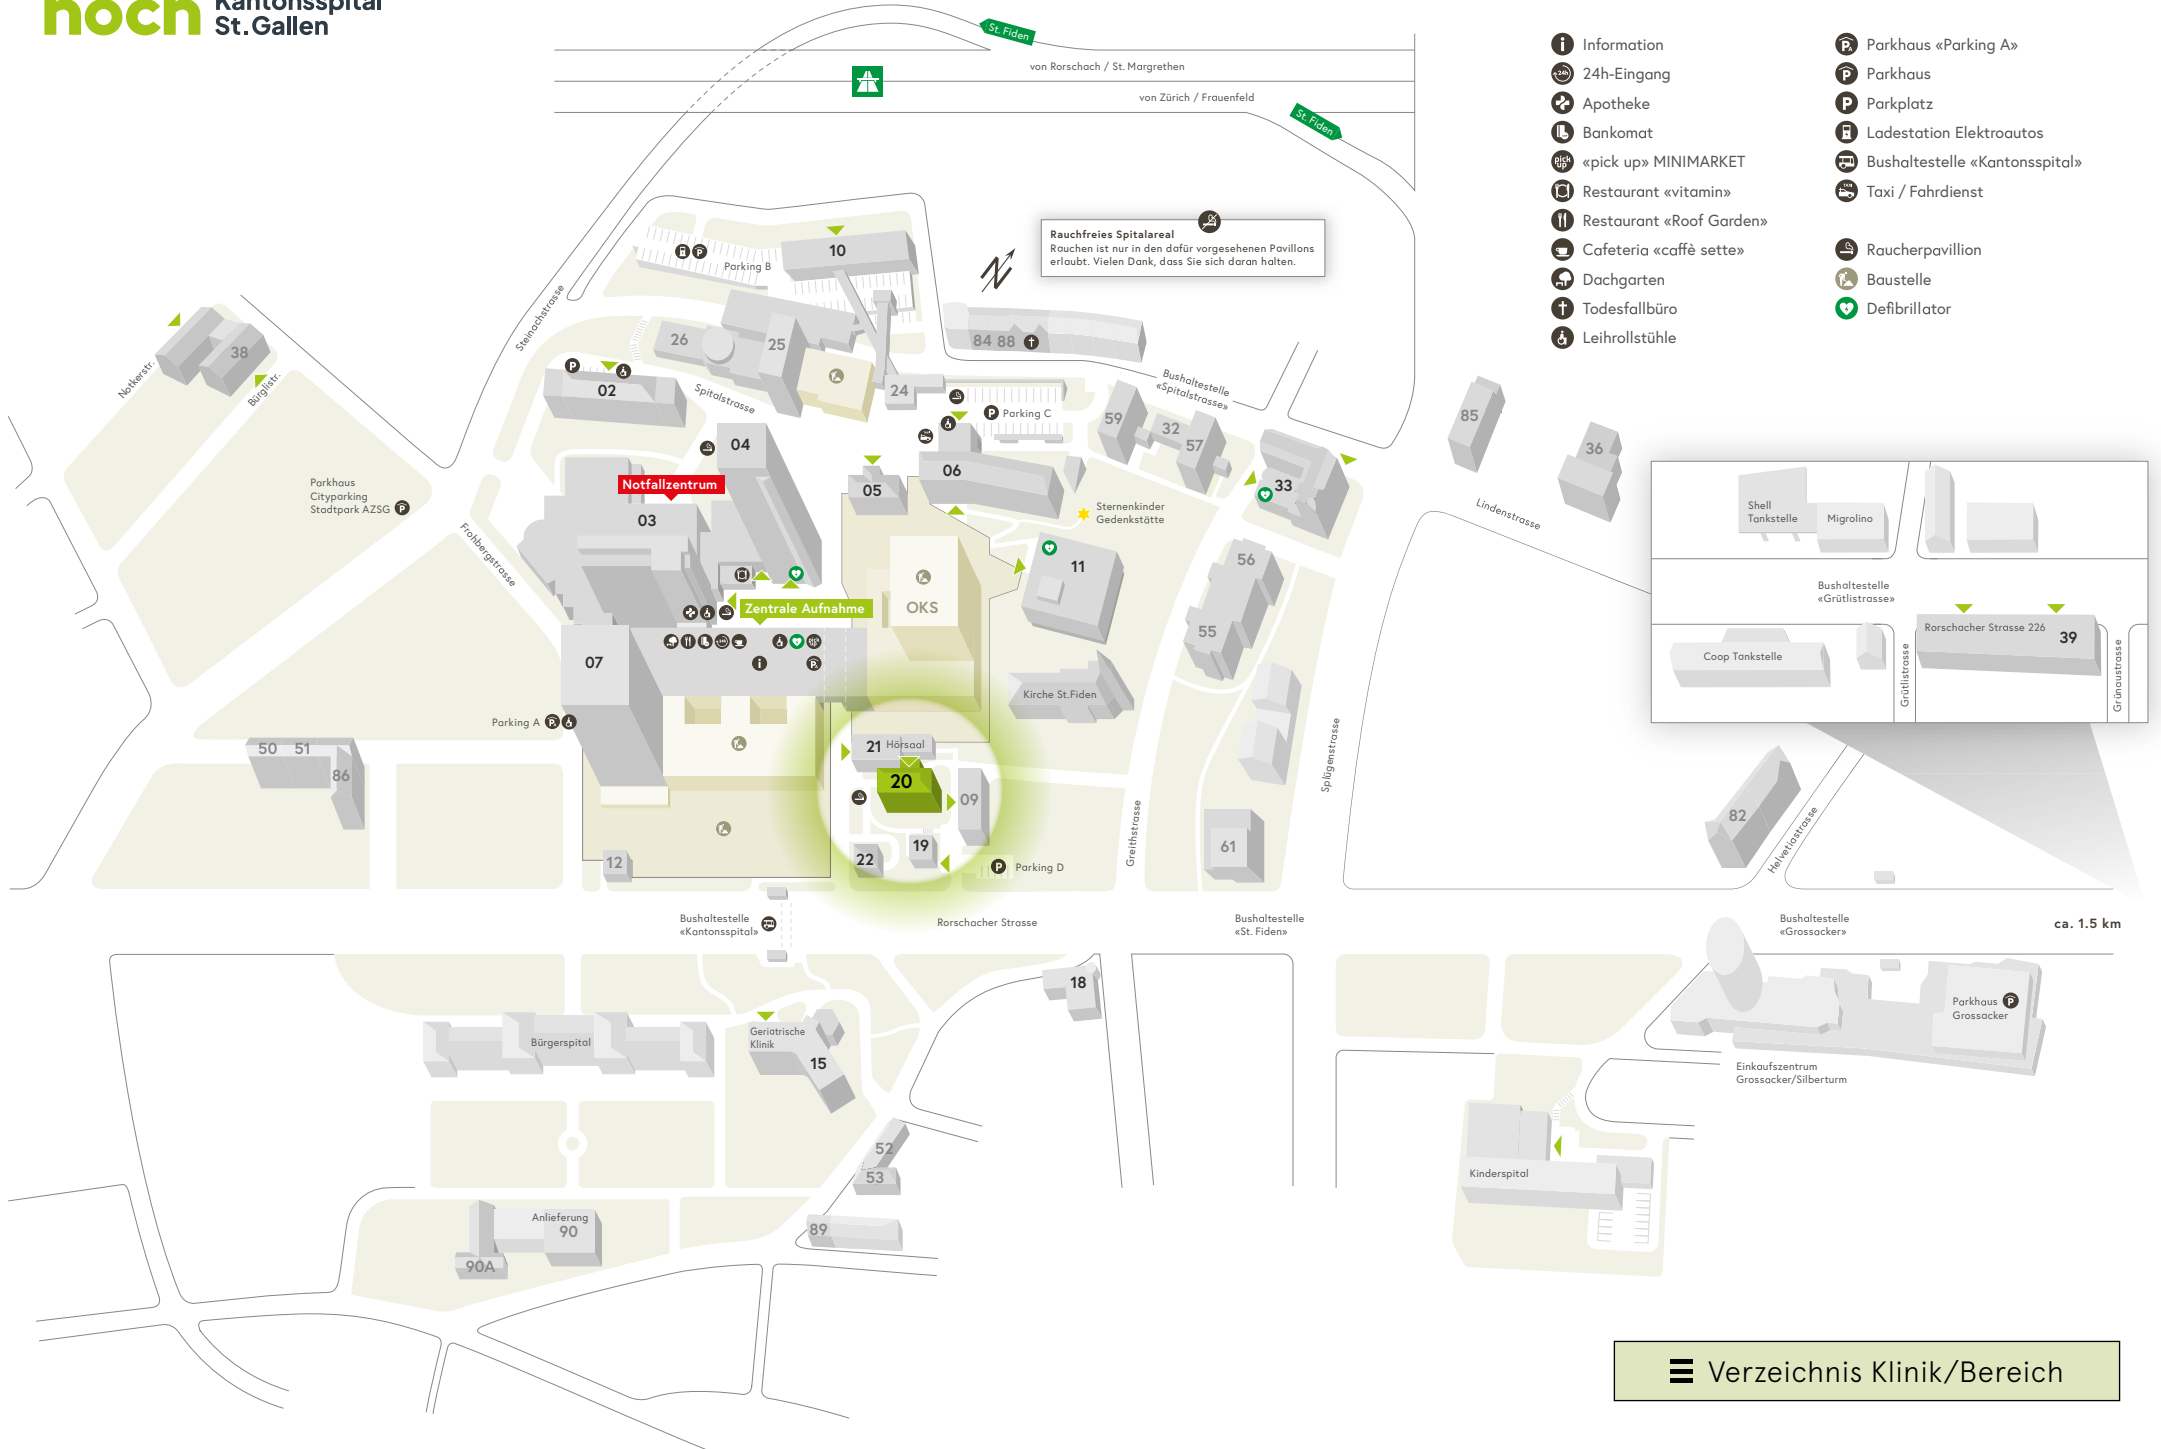 noch Kantonsspital
St.Gallen
St. Fiden
von Rorschach / St. Margrethen
von Zürich / Frauenfeld
St. Fiden
Information
24h-Eingang
Apotheke
Bankomat
«pick up» MINIMARKET
Restaurant «vitamin»
Restaurant «Roof Garden»
Cafeteria «caffè sette»
Dachgarten
Todesfallbüro
Leihrollstühle
Parkhaus «Parking A»
Parkhaus
Parkplatz
Ladestation Elektroautos
Bushaltestelle «Kantonsspital»
Taxi / Fahrdienst
Raucherpavillion
Baustelle
Defibrillator
Rauchfreies Spitalareal
Rauchen ist nur in den dafür vorgesehenen Pavillons
erlaubt. Vielen Dank, dass Sie sich daran halten.
N
10
Parking B
Steinachstrasse
26
25
84 88
38
Notkerstr.
Bürglistr.
02
Spitalstrasse
24
Bushaltestelle
«Spitalstrasse»
Parking C
59
32
57
85
36
04
06
05
33
Parkhaus
Cityparking
Stadtpark AZSG
Notfallzentrum
03
Frohbergstrasse
Sternenkinder
Gedenkstätte
Lindenstrasse
11
56
55
OKS
Zentrale Aufnahme
07
Kirche St.Fiden
Parking A
Shell
Tankstelle
Migrolino
Bushaltestelle
«Grütlistrasse»
Rorschacher Strasse 226
39
Coop Tankstelle
Grütlistrasse
Grünaustrasse
50 51
86
21 Hörsaal
20
09
19
22
12
Parking D
Greithstrasse
Splügenstrasse
61
82
Helvetiastrasse
Bushaltestelle
«Kantonsspital»
Rorschacher Strasse
Bushaltestelle
«St. Fiden»
Bushaltestelle
«Grossacker»
ca. 1.5 km
18
Bürgerspital
Geriatrische
Klinik
15
Parkhaus
Grossacker
Einkaufszentrum
Grossacker/Silberturm
52
53
89
Kinderspital
Anlieferung
90
90A
Verzeichnis Klinik/Bereich